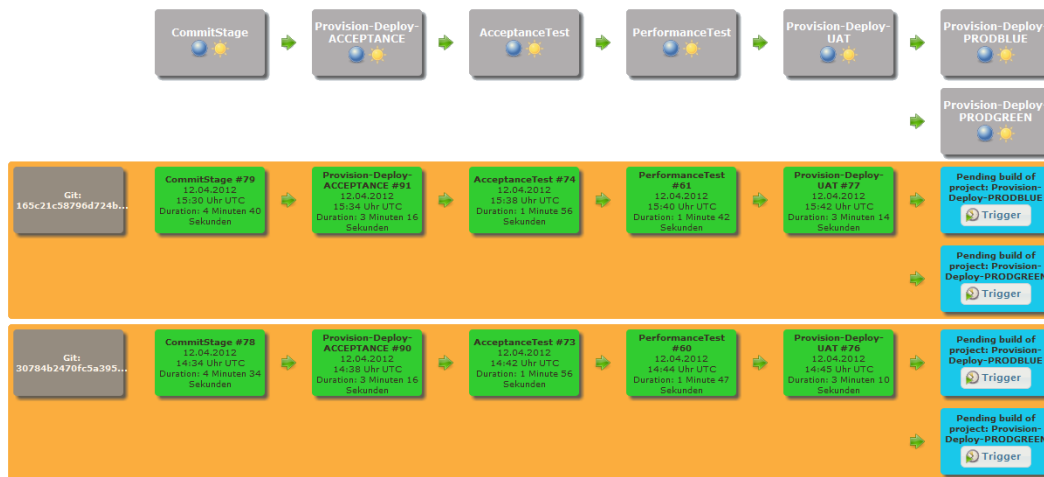 CommitStage
Provision-Deploy-
ACCEPTANCE
AcceptanceTest
PerformanceTest
Provision-Deploy-
UAT
Provision-Deploy-
PRODBLUE
Provision-Deploy-
PRODGREEN
Git:
165c21c58796d724b...
CommitStage #79
12.04.2012
15:30 Uhr UTC
Duration: 4 Minuten 40
Sekunden
Provision-Deploy-
ACCEPTANCE #91
12.04.2012
15:34 Uhr UTC
Duration: 3 Minuten 16
Sekunden
AcceptanceTest #74
12.04.2012
15:38 Uhr UTC
Duration: 1 Minute 56
Sekunden
PerformanceTest
#61
12.04.2012
15:40 Uhr UTC
Duration: 1 Minute 42
Sekunden
Provision-Deploy-
UAT #77
12.04.2012
15:42 Uhr UTC
Duration: 3 Minuten 14
Sekunden
Pending build of
project: Provision-
Deploy-PRODBLUE
Trigger
Pending build of
project: Provision-
Deploy-PRODGREEN
Trigger
Git:
30784b2470fc5a395...
CommitStage #78
12.04.2012
14:34 Uhr UTC
Duration: 4 Minuten 34
Sekunden
Provision-Deploy-
ACCEPTANCE #90
12.04.2012
14:38 Uhr UTC
Duration: 3 Minuten 16
Sekunden
AcceptanceTest #73
12.04.2012
14:42 Uhr UTC
Duration: 1 Minute 56
Sekunden
PerformanceTest
#60
12.04.2012
14:44 Uhr UTC
Duration: 1 Minute 47
Sekunden
Provision-Deploy-
UAT #76
12.04.2012
14:45 Uhr UTC
Duration: 3 Minuten 10
Sekunden
Pending build of
project: Provision-
Deploy-PRODBLUE
Trigger
Pending build of
project: Provision-
Deploy-PRODGREEN
Trigger